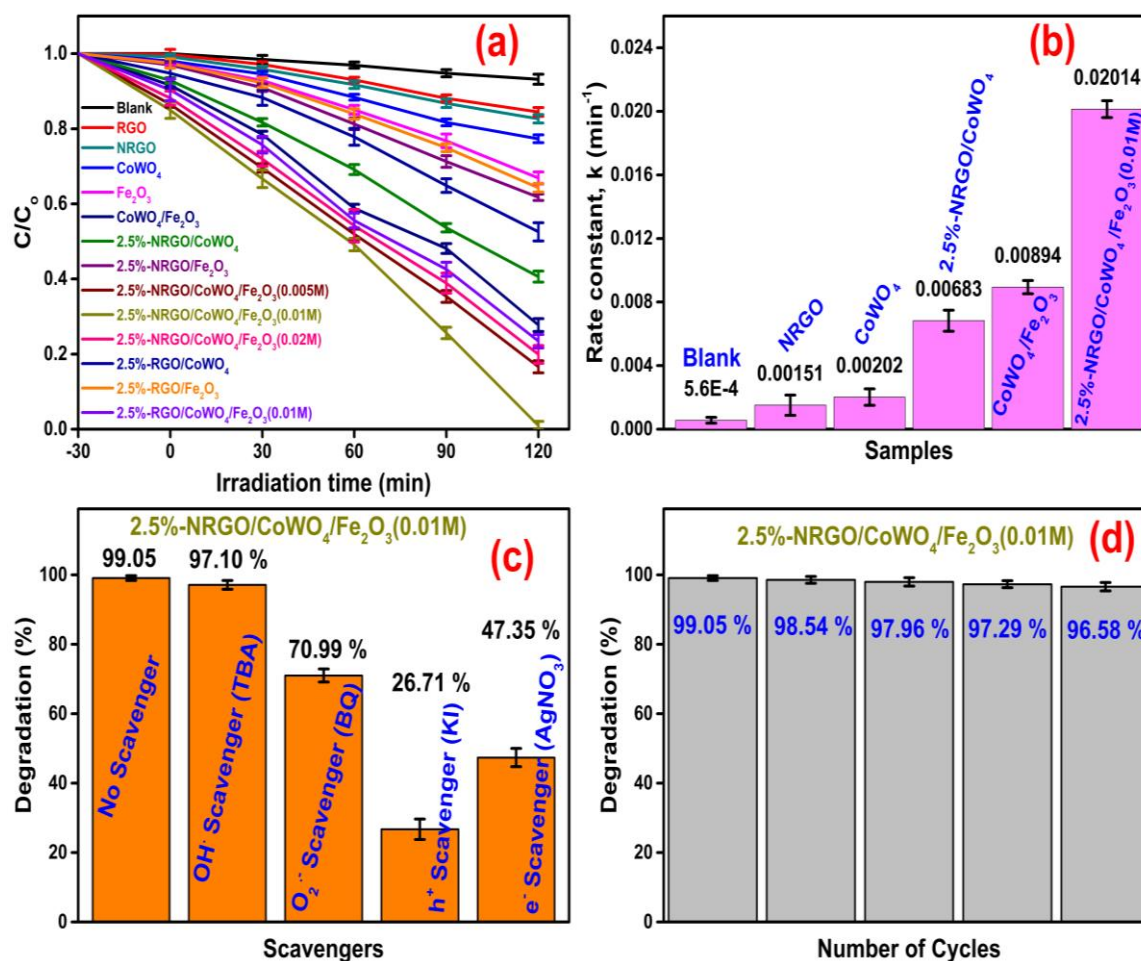 (a)
1.0
0.8
0.6
0.4
0.2
0.0
C/Cₒ
Blank
RGO
NRGO
CoWO₄
Fe₂O₃
CoWO₄/Fe₂O₃
2.5%-NRGO/CoWO₄
2.5%-NRGO/Fe₂O₃
2.5%-NRGO/CoWO₄/Fe₂O₃(0.005M)
2.5%-NRGO/CoWO₄/Fe₂O₃(0.01M)
2.5%-NRGO/CoWO₄/Fe₂O₃(0.02M)
2.5%-RGO/CoWO₄
2.5%-RGO/Fe₂O₃
2.5%-RGO/CoWO₄/Fe₂O₃(0.01M)
-30 0 30 60 90 120
Irradiation time (min)
(b)
0.024
0.020
0.016
0.012
0.008
0.004
0.000
Rate constant, k (min⁻¹)
Blank
5.6E-4
NRGO
0.00151
CoWO₄
0.00202
2.5%-NRGO/CoWO₄
0.00683
0.00894
CoWO₄/Fe₂O₃
0.02014
2.5%-NRGO/CoWO₄/Fe₂O₃(0.01M)
Samples
2.5%-NRGO/CoWO₄/Fe₂O₃(0.01M)
(c)
120
100
80
60
40
20
0
Degradation (%)
99.05
No Scavenger
97.10 %
OH˙ Scavenger (TBA)
70.99 %
O₂˙⁻ Scavenger (BQ)
26.71 %
h⁺ Scavenger (KI)
47.35 %
e⁻ Scavenger (AgNO₃)
Scavengers
2.5%-NRGO/CoWO₄/Fe₂O₃(0.01M)
(d)
120
100
80
60
40
20
0
Degradation (%)
99.05 % 98.54 % 97.96 % 97.29 % 96.58 %
Number of Cycles